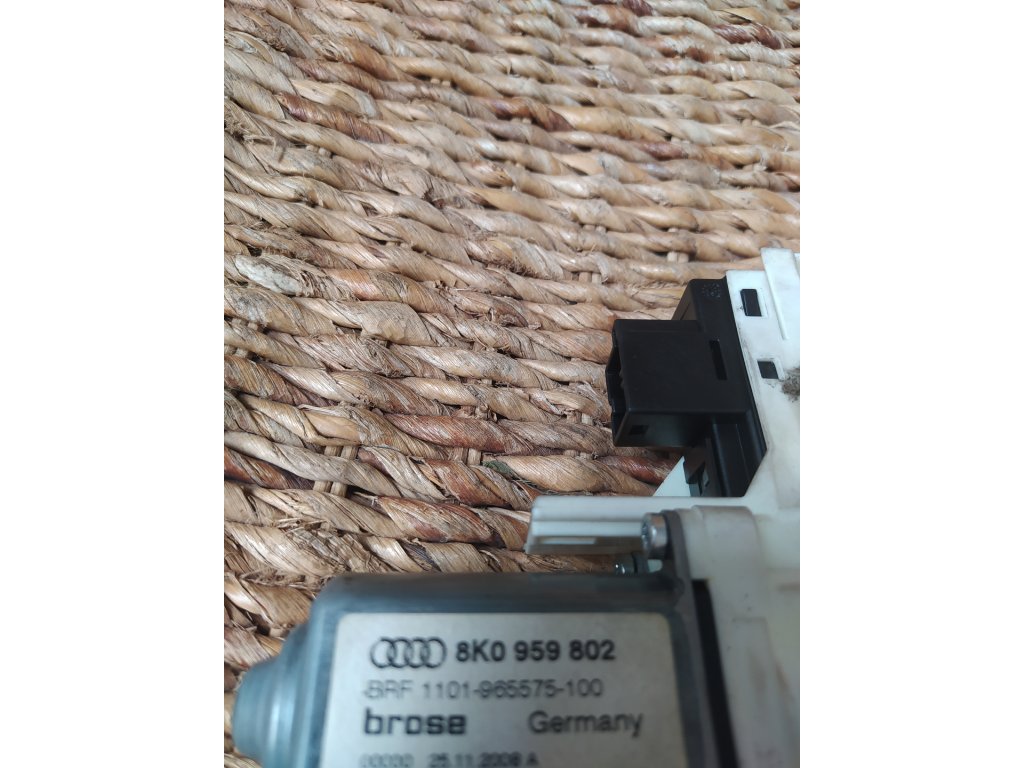 8K0 959 802
BRF 1101-965575-100
brose Germany
00000 25.11.2008 A